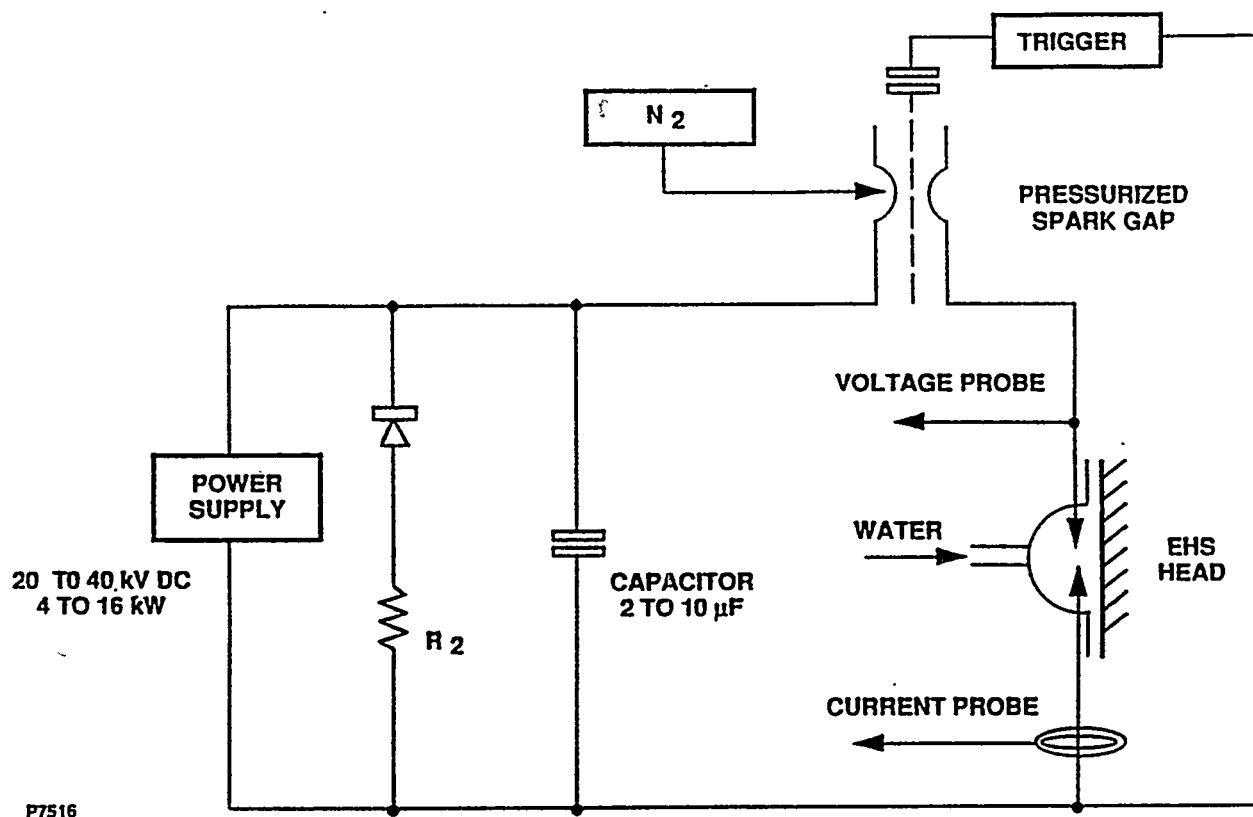 TRIGGER
N2
PRESSURIZED
SPARK GAP
VOLTAGE PROBE
POWER
SUPPLY
WATER
EHS
HEAD
20 TO 40 kV DC
4 TO 16 kW
CAPACITOR
2 TO 10 µF
R2
CURRENT PROBE
P7516